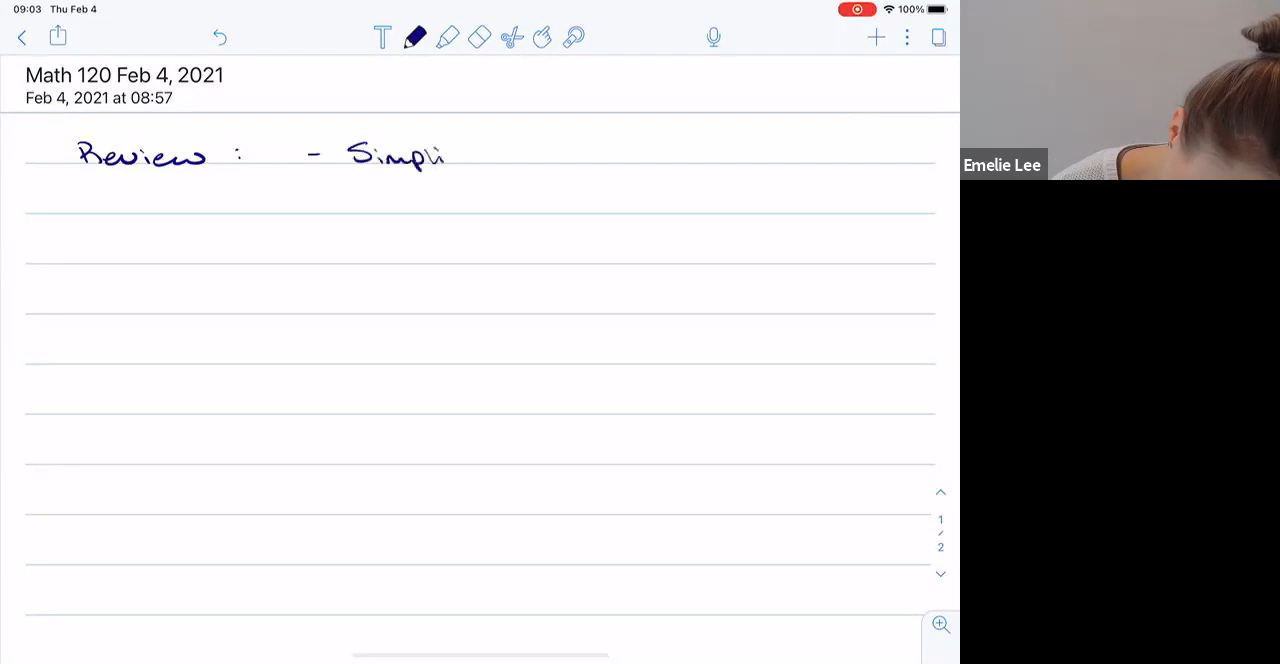 09:03 Thu Feb 4
100%
T
Math 120 Feb 4, 2021
Feb 4, 2021 at 08:57
Review : - Simpli
Emelie Lee
1
/
2